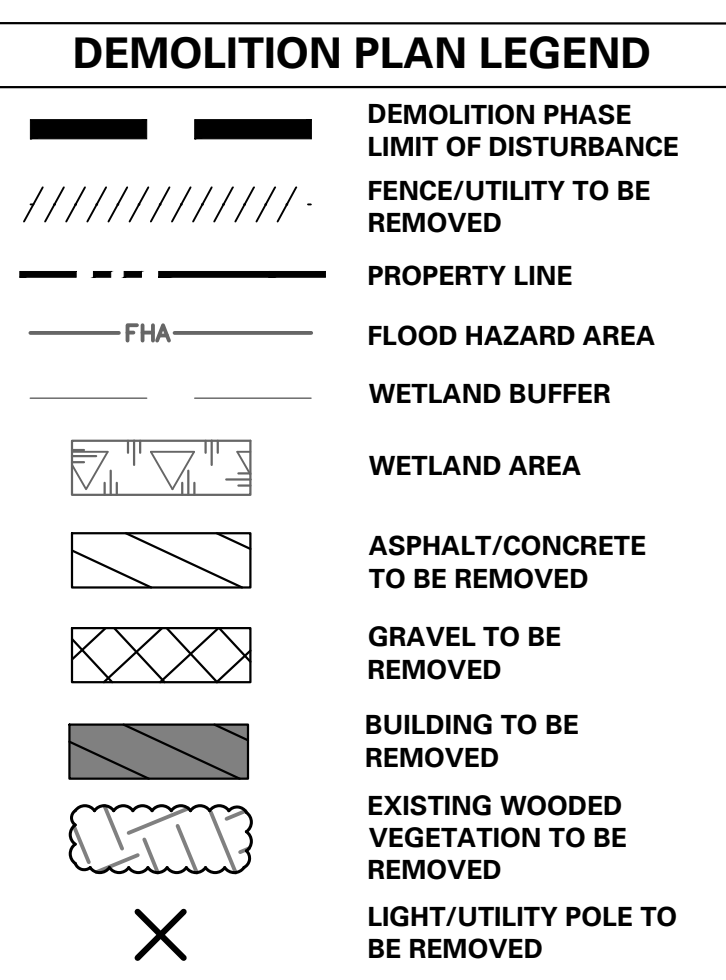 DEMOLITION PLAN LEGEND
DEMOLITION PHASE
LIMIT OF DISTURBANCE
FENCE/UTILITY TO BE
REMOVED
PROPERTY LINE
FHA
FLOOD HAZARD AREA
WETLAND BUFFER
WETLAND AREA
ASPHALT/CONCRETE
TO BE REMOVED
GRAVEL TO BE
REMOVED
BUILDING TO BE
REMOVED
EXISTING WOODED
VEGETATION TO BE
REMOVED
LIGHT/UTILITY POLE TO
BE REMOVED